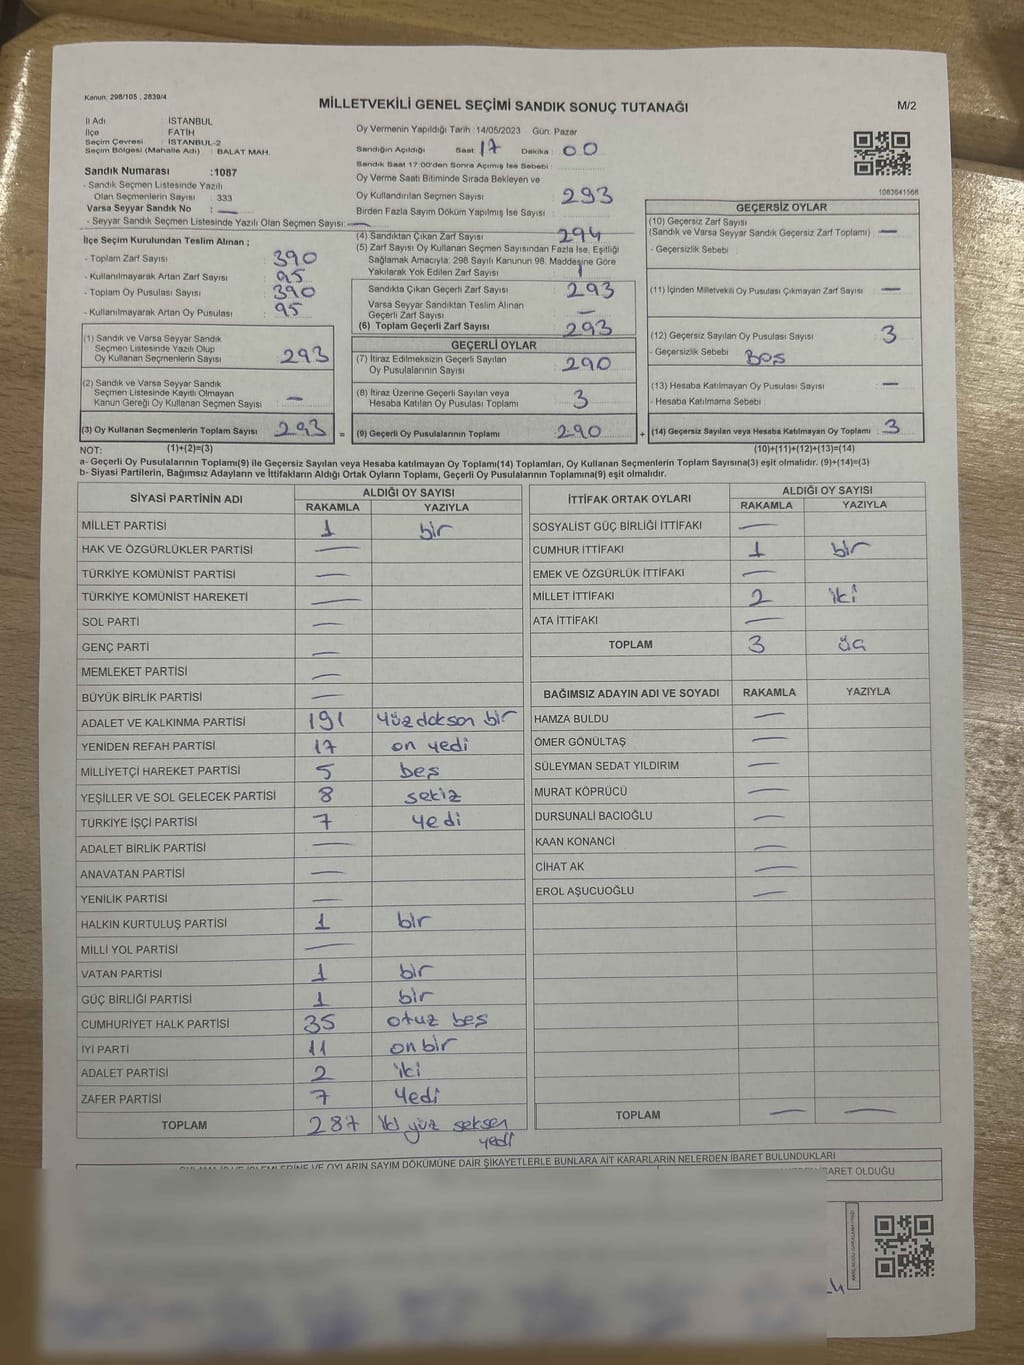 Kanun: 298/105 , 2839/4
MİLLETVEKİLİ GENEL SEÇİMİ SANDIK SONUÇ TUTANAĞI
M/2
İl Adı : İSTANBUL
İlçe : FATİH
Seçim Çevresi : İSTANBUL-2
Seçim Bölgesi (Mahalle Adı) : BALAT MAH.
Sandık Numarası :1087
- Sandık Seçmen Listesinde Yazılı
Olan Seçmenlerin Sayısı : 333
Varsa Seyyar Sandık No : —
- Seyyar Sandık Seçmen Listesinde Yazılı Olan Seçmen Sayısı: —
Oy Vermenin Yapıldığı Tarih :14/05/2023 Gün: Pazar
Sandığın Açıldığı Saat: 17 Dakika : 00
Sandık Saat 17:00'den Sonra Açılmış İse Sebebi :
Oy Verme Saati Bitiminde Sırada Bekleyen ve
Oy Kullandırılan Seçmen Sayısı : 293
Birden Fazla Sayım Döküm Yapılmış İse Sayısı :
1083641566
İlçe Seçim Kurulundan Teslim Alınan ;
- Toplam Zarf Sayısı : 390
- Kullanılmayarak Artan Zarf Sayısı : 95
- Toplam Oy Pusulası Sayısı : 390
- Kullanılmayarak Artan Oy Pusulası : 95
(4) Sandıktan Çıkan Zarf Sayısı : 294
(5) Zarf Sayısı Oy Kullanan Seçmen Sayısından Fazla İse, Eşitliği
Sağlamak Amacıyla, 298 Sayılı Kanunun 98. Maddesine Göre
Yakılarak Yok Edilen Zarf Sayısı : 1
Sandıkta Çıkan Geçerli Zarf Sayısı : 293
Varsa Seyyar Sandıktan Teslim Alınan
Geçerli Zarf Sayısı : —
(6) Toplam Geçerli Zarf Sayısı : 293
GEÇERSİZ OYLAR
(10) Geçersiz Zarf Sayısı
(Sandık ve Varsa Seyyar Sandık Geçersiz Zarf Toplamı) : —
- Geçersizlik Sebebi :
(11) İçinden Milletvekili Oy Pusulası Çıkmayan Zarf Sayısı : —
(12) Geçersiz Sayılan Oy Pusulası Sayısı : 3
- Geçersizlik Sebebi : Boş
(13) Hesaba Katılmayan Oy Pusulası Sayısı : —
- Hesaba Katılmama Sebebi :
(1) Sandık ve Varsa Seyyar Sandık
Seçmen Listesinde Yazılı Olup
Oy Kullanan Seçmenlerin Sayısı : 293
(2) Sandık ve Varsa Seyyar Sandık
Seçmen Listesinde Kayıtlı Olmayan
Kanun Gereği Oy Kullanan Seçmen Sayısı : —
GEÇERLİ OYLAR
(7) İtiraz Edilmeksizin Geçerli Sayılan
Oy Pusulalarının Sayısı : 290
(8) İtiraz Üzerine Geçerli Sayılan veya
Hesaba Katılan Oy Pusulası Toplamı : 3
(3) Oy Kullanan Seçmenlerin Toplam Sayısı : 293 = (9) Geçerli Oy Pusulalarının Toplamı : 290 + (14) Geçersiz Sayılan veya Hesaba Katılmayan Oy Toplamı : 3
NOT: (1)+(2)=(3) (10)+(11)+(12)+(13)=(14)
a- Geçerli Oy Pusulalarının Toplamı(9) ile Geçersiz Sayılan veya Hesaba katılmayan Oy Toplamı(14) Toplamları, Oy Kullanan Seçmenlerin Toplam Sayısına(3) eşit olmalıdır. (9)+(14)=(3)
b- Siyasi Partilerin, Bağımsız Adayların ve İttifakların Aldığı Ortak Oyların Toplamı, Geçerli Oy Pusulalarının Toplamına(9) eşit olmalıdır.
SİYASİ PARTİNİN ADI ALDIĞI OY SAYISI
RAKAMLA YAZIYLA
MİLLET PARTİSİ 1 bir
HAK VE ÖZGÜRLÜKLER PARTİSİ —
TÜRKİYE KOMÜNİST PARTİSİ —
TÜRKİYE KOMÜNİST HAREKETİ —
SOL PARTİ —
GENÇ PARTİ —
MEMLEKET PARTİSİ —
BÜYÜK BİRLİK PARTİSİ —
ADALET VE KALKINMA PARTİSİ 191 Yüz doksan bir
YENİDEN REFAH PARTİSİ 17 on yedi
MİLLİYETÇİ HAREKET PARTİSİ 5 beş
YEŞİLLER VE SOL GELECEK PARTİSİ 8 sekiz
TÜRKİYE İŞÇİ PARTİSİ 7 yedi
ADALET BİRLİK PARTİSİ —
ANAVATAN PARTİSİ —
YENİLİK PARTİSİ —
HALKIN KURTULUŞ PARTİSİ 1 bir
MİLLİ YOL PARTİSİ —
VATAN PARTİSİ 1 bir
GÜÇ BİRLİĞİ PARTİSİ 1 bir
CUMHURİYET HALK PARTİSİ 35 otuz beş
İYİ PARTİ 11 on bir
ADALET PARTİSİ 2 iki
ZAFER PARTİSİ 7 Yedi
TOPLAM 287 İki yüz seksen
yedi
İTTİFAK ORTAK OYLARI ALDIĞI OY SAYISI
RAKAMLA YAZIYLA
SOSYALİST GÜÇ BİRLİĞİ İTTİFAKI —
CUMHUR İTTİFAKI 1 bir
EMEK VE ÖZGÜRLÜK İTTİFAKI —
MİLLET İTTİFAKI 2 iki
ATA İTTİFAKI —
TOPLAM 3 üç
BAĞIMSIZ ADAYIN ADI VE SOYADI RAKAMLA YAZIYLA
HAMZA BULDU —
ÖMER GÖNÜLTAŞ —
SÜLEYMAN SEDAT YILDIRIM —
MURAT KÖPRÜCÜ —
DURSUNALİ BACIOĞLU —
KAAN KONANCİ —
CİHAT AK —
EROL AŞUCUOĞLU —
TOPLAM — —
OYLARIN SAYIM DÖKÜMÜNE DAİR ŞİKAYETLERLE BUNLARA AİT KARARLARIN NELERDEN İBARET BULUNDUKLARI
İBARET OLDUĞU